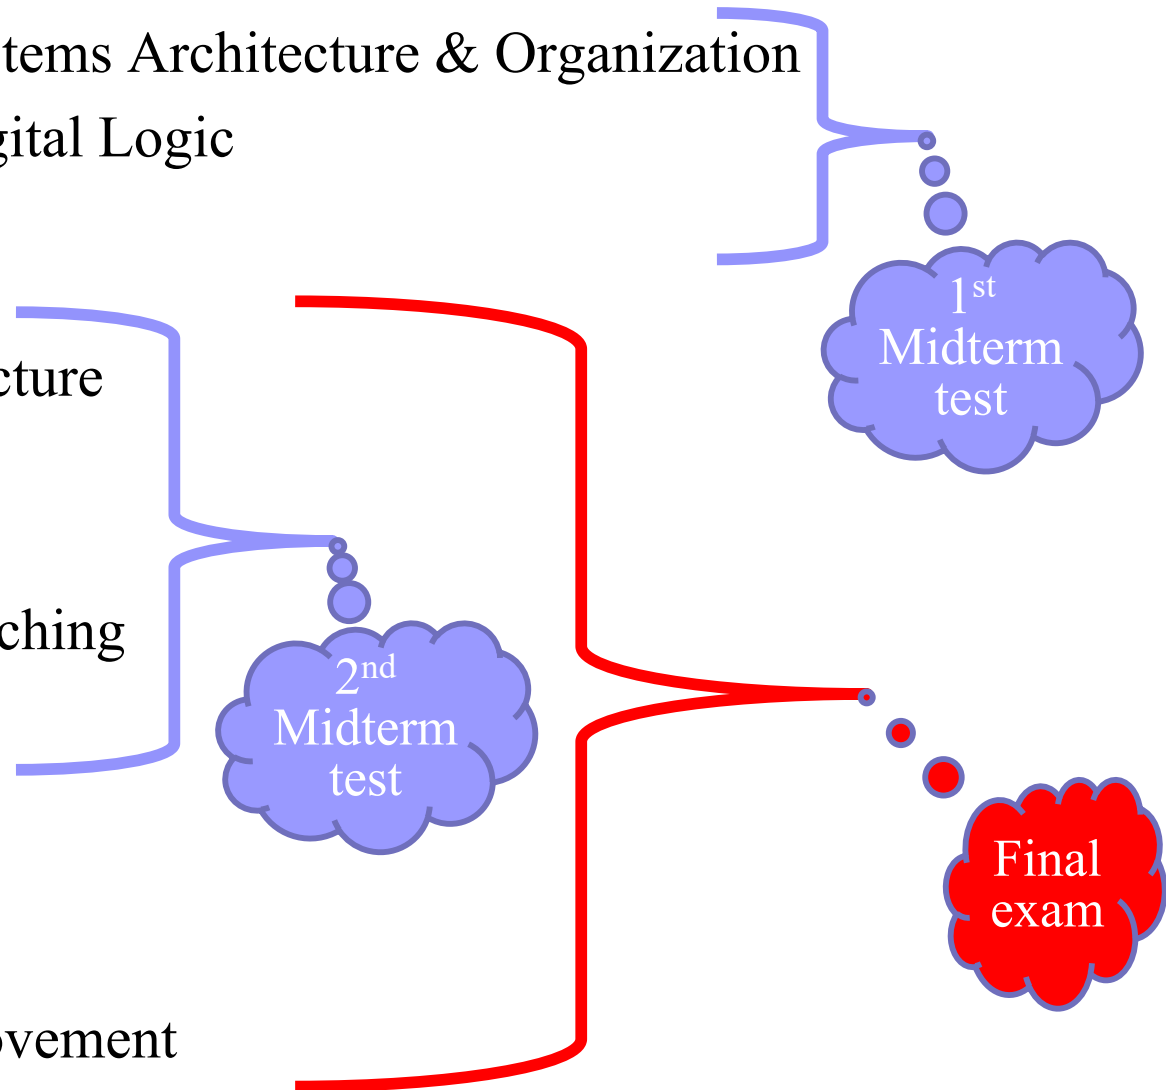 tems Architecture & Organization
gital Logic
1st
Midterm
test
cture
ching
2nd
Midterm
test
Final
exam
ovement